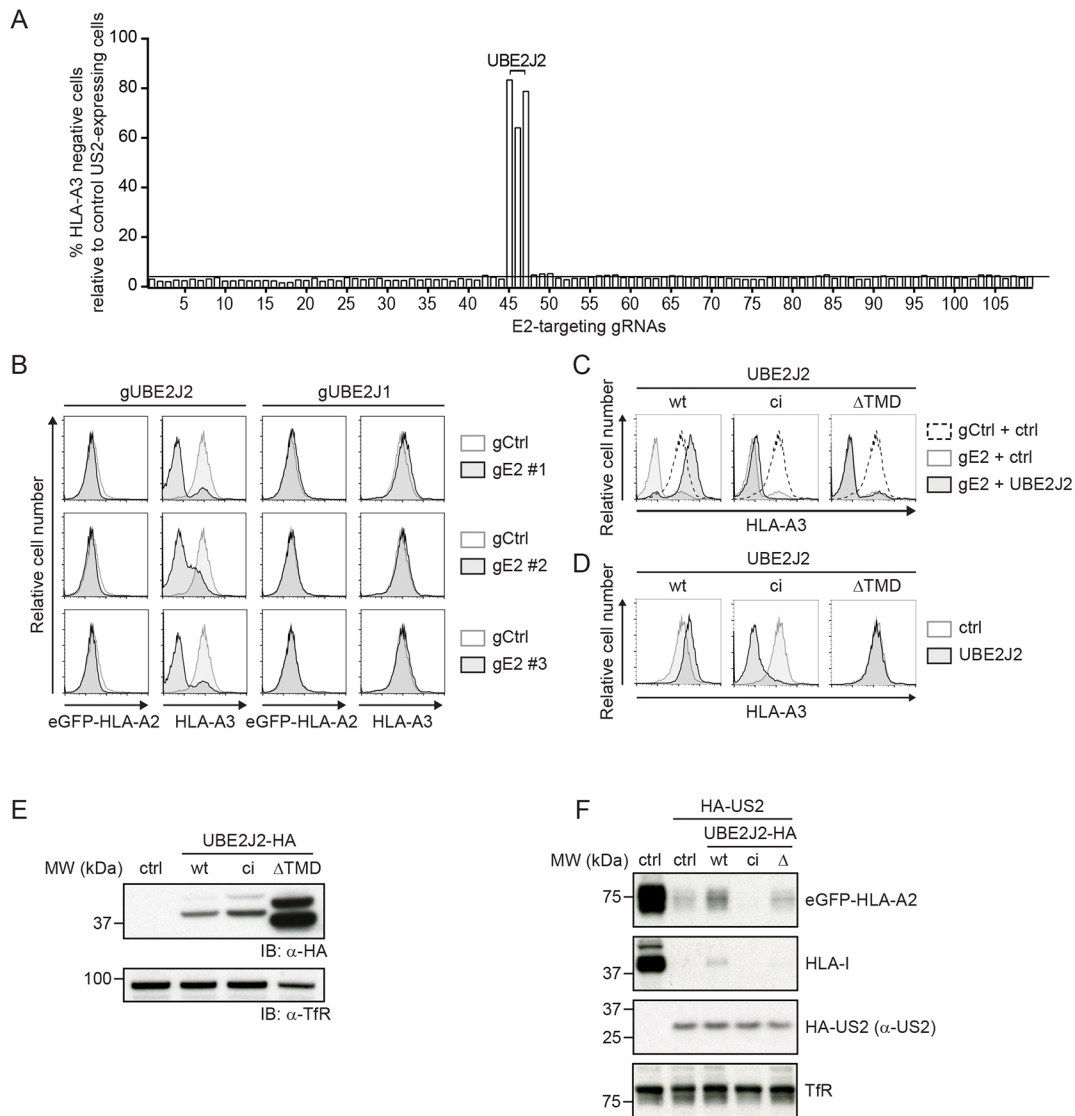 A
% HLA-A3 negative cells
relative to control US2-expressing cells
100
80
60
40
20
0
UBE2J2
5 10 15 20 25 30 35 40 45 50 55 60 65 70 75 80 85 90 95 100 105
E2-targeting gRNAs
B
gUBE2J2 gUBE2J1
Relative cell number
gCtrl
gE2 #1
gCtrl
gE2 #2
gCtrl
gE2 #3
eGFP-HLA-A2 HLA-A3 eGFP-HLA-A2 HLA-A3
C
UBE2J2
wt ci ΔTMD
Relative cell number
gCtrl + ctrl
gE2 + ctrl
gE2 + UBE2J2
HLA-A3
D
UBE2J2
wt ci ΔTMD
Relative cell number
ctrl
UBE2J2
HLA-A3
E
UBE2J2-HA
MW (kDa) ctrl wt ci ΔTMD
37
IB: α-HA
100
IB: α-TfR
F
HA-US2
UBE2J2-HA
MW (kDa) ctrl ctrl wt ci Δ
75 eGFP-HLA-A2
37 HLA-I
37
25 HA-US2 (α-US2)
75 TfR